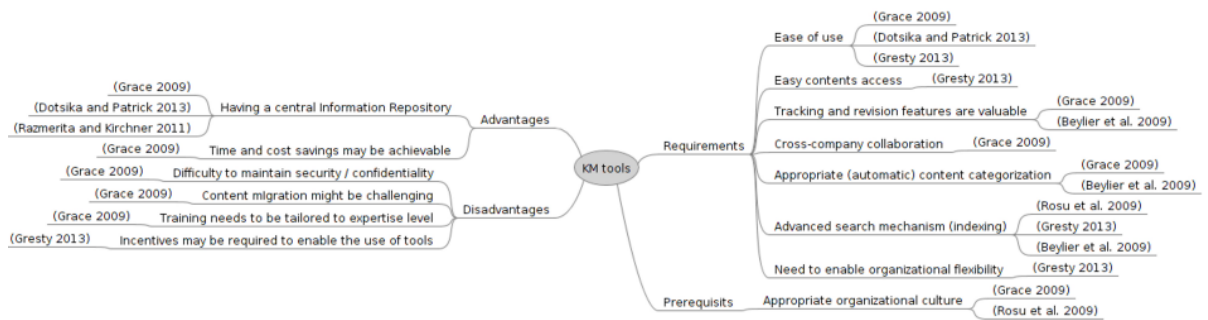 (Grace 2009)
(Dotsika and Patrick 2013)
(Razmerita and Kirchner 2011)
Having a central Information Repository
(Grace 2009)
Time and cost savings may be achievable
Advantages
(Grace 2009)
Difficulty to maintain security / confidentiality
(Grace 2009)
Content mIgration might be challenging
(Grace 2009)
Training needs to be tailored to expertise level
(Gresty 2013)
Incentives may be required to enable the use of tools
Disadvantages
KM tools
Requirements
Ease of use
(Grace 2009)
(Dotsika and Patrick 2013)
(Gresty 2013)
Easy contents access
(Gresty 2013)
Tracking and revision features are valuable
(Grace 2009)
(Beylier et al. 2009)
Cross-company collaboration
(Grace 2009)
Appropriate (automatic) content categorization
(Grace 2009)
(Beylier et al. 2009)
Advanced search mechanism (indexing)
(Rosu et al. 2009)
(Gresty 2013)
(Beylier et al. 2009)
Need to enable organizational flexibility
(Gresty 2013)
Prerequisits
Appropriate organizational culture
(Grace 2009)
(Rosu et al. 2009)